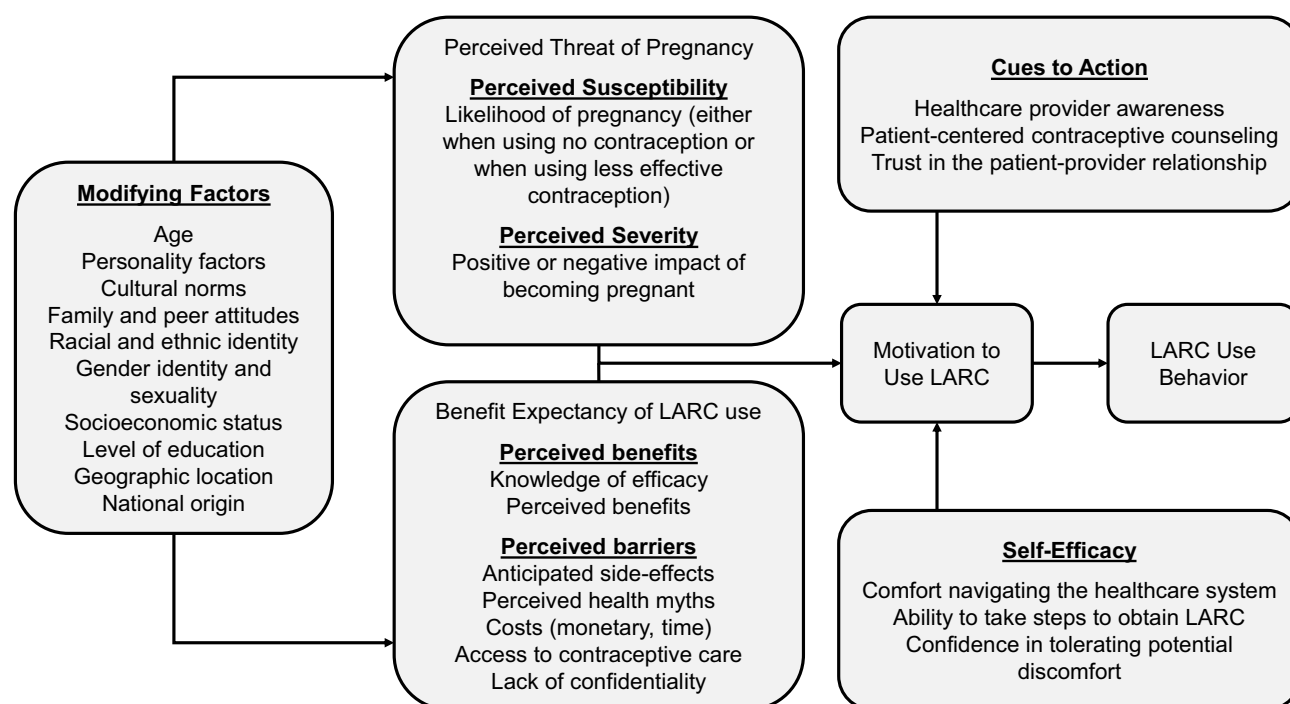 Modifying Factors
Age
Personality factors
Cultural norms
Family and peer attitudes
Racial and ethnic identity
Gender identity and
sexuality
Socioeconomic status
Level of education
Geographic location
National origin
Perceived Threat of Pregnancy
Perceived Susceptibility
Likelihood of pregnancy (either
when using no contraception or
when using less effective
contraception)
Perceived Severity
Positive or negative impact of
becoming pregnant
Benefit Expectancy of LARC use
Perceived benefits
Knowledge of efficacy
Perceived benefits
Perceived barriers
Anticipated side-effects
Perceived health myths
Costs (monetary, time)
Access to contraceptive care
Lack of confidentiality
Cues to Action
Healthcare provider awareness
Patient-centered contraceptive counseling
Trust in the patient-provider relationship
Motivation to
Use LARC
LARC Use
Behavior
Self-Efficacy
Comfort navigating the healthcare system
Ability to take steps to obtain LARC
Confidence in tolerating potential
discomfort